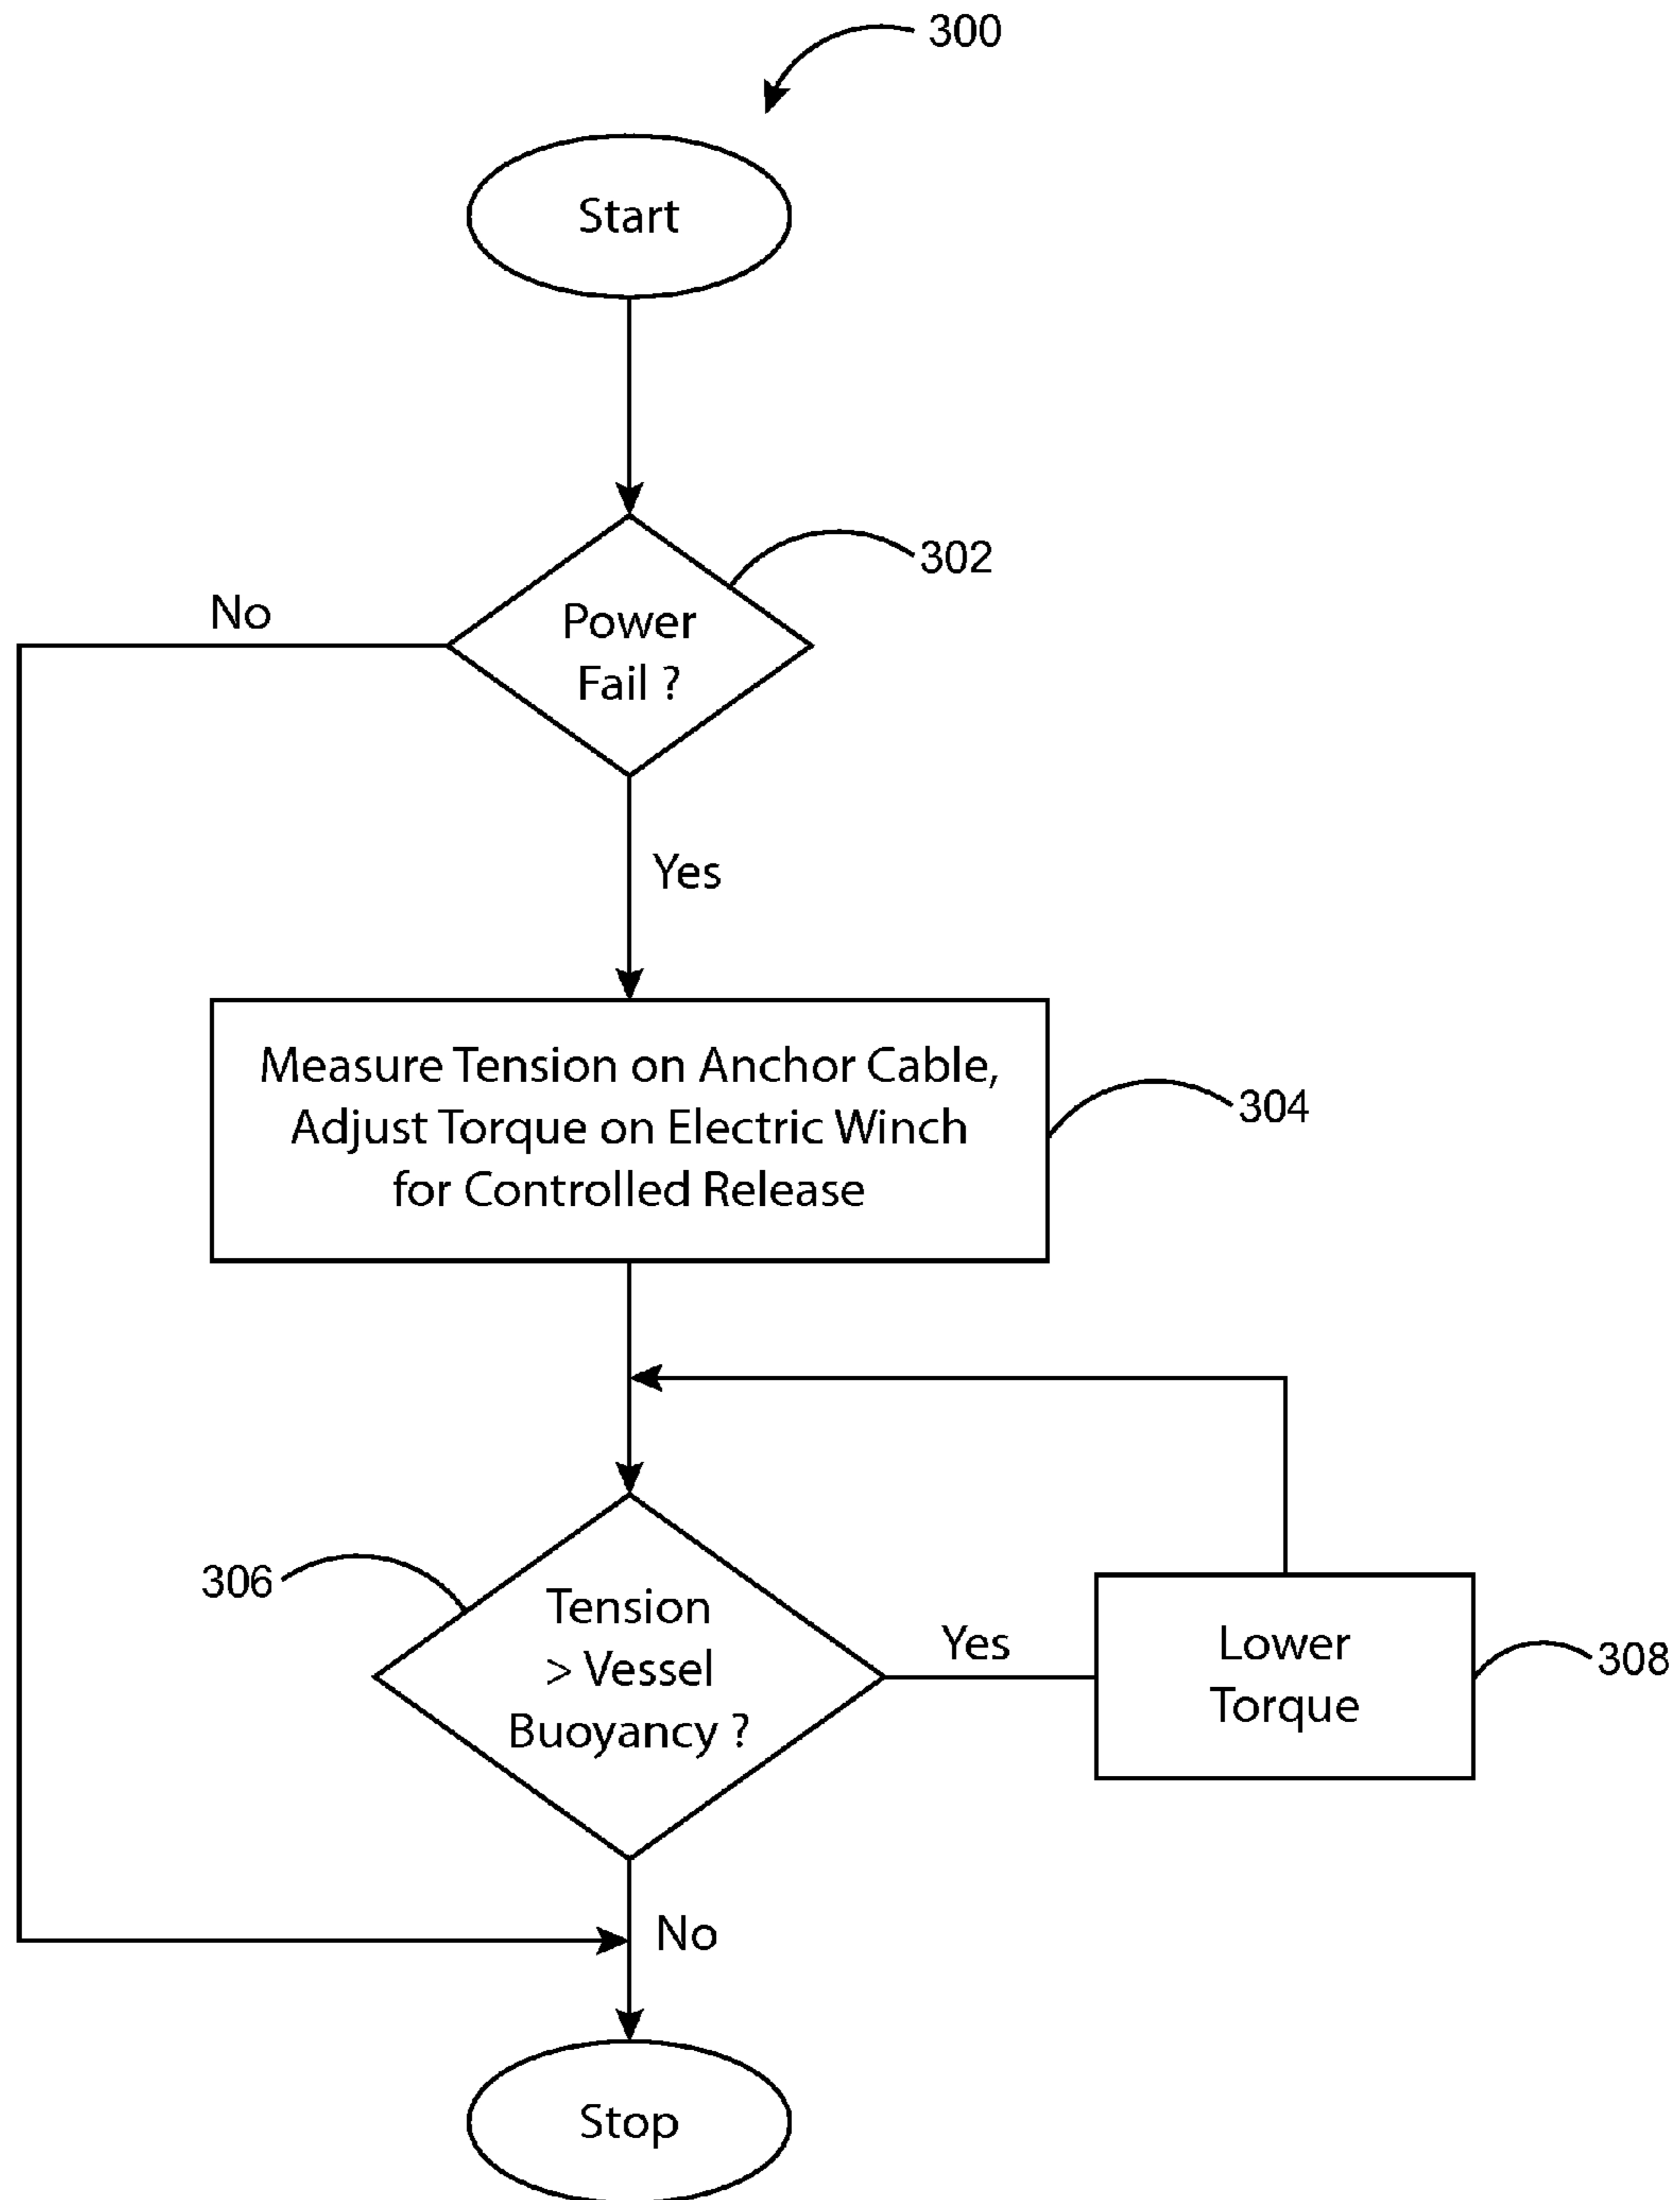 300
Start
302
No
Power
Fail ?
Yes
Measure Tension on Anchor Cable,
Adjust Torque on Electric Winch
for Controlled Release
304
306
Tension
> Vessel
Buoyancy ?
Yes
Lower
Torque
308
No
Stop